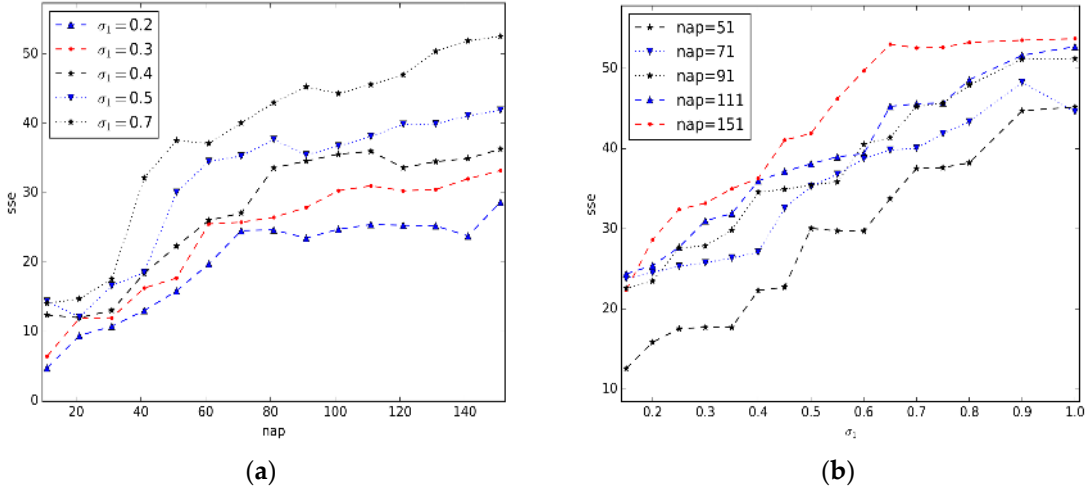 σ₁ = 0.2
σ₁ = 0.3
σ₁ = 0.4
σ₁ = 0.5
σ₁ = 0.7
50
40
30
20
10
0
sse
20 40 60 80 100 120 140
nap
(a)
nap=51
nap=71
nap=91
nap=111
nap=151
50
40
30
20
10
sse
0.2 0.3 0.4 0.5 0.6 0.7 0.8 0.9 1.0
σ₁
(b)